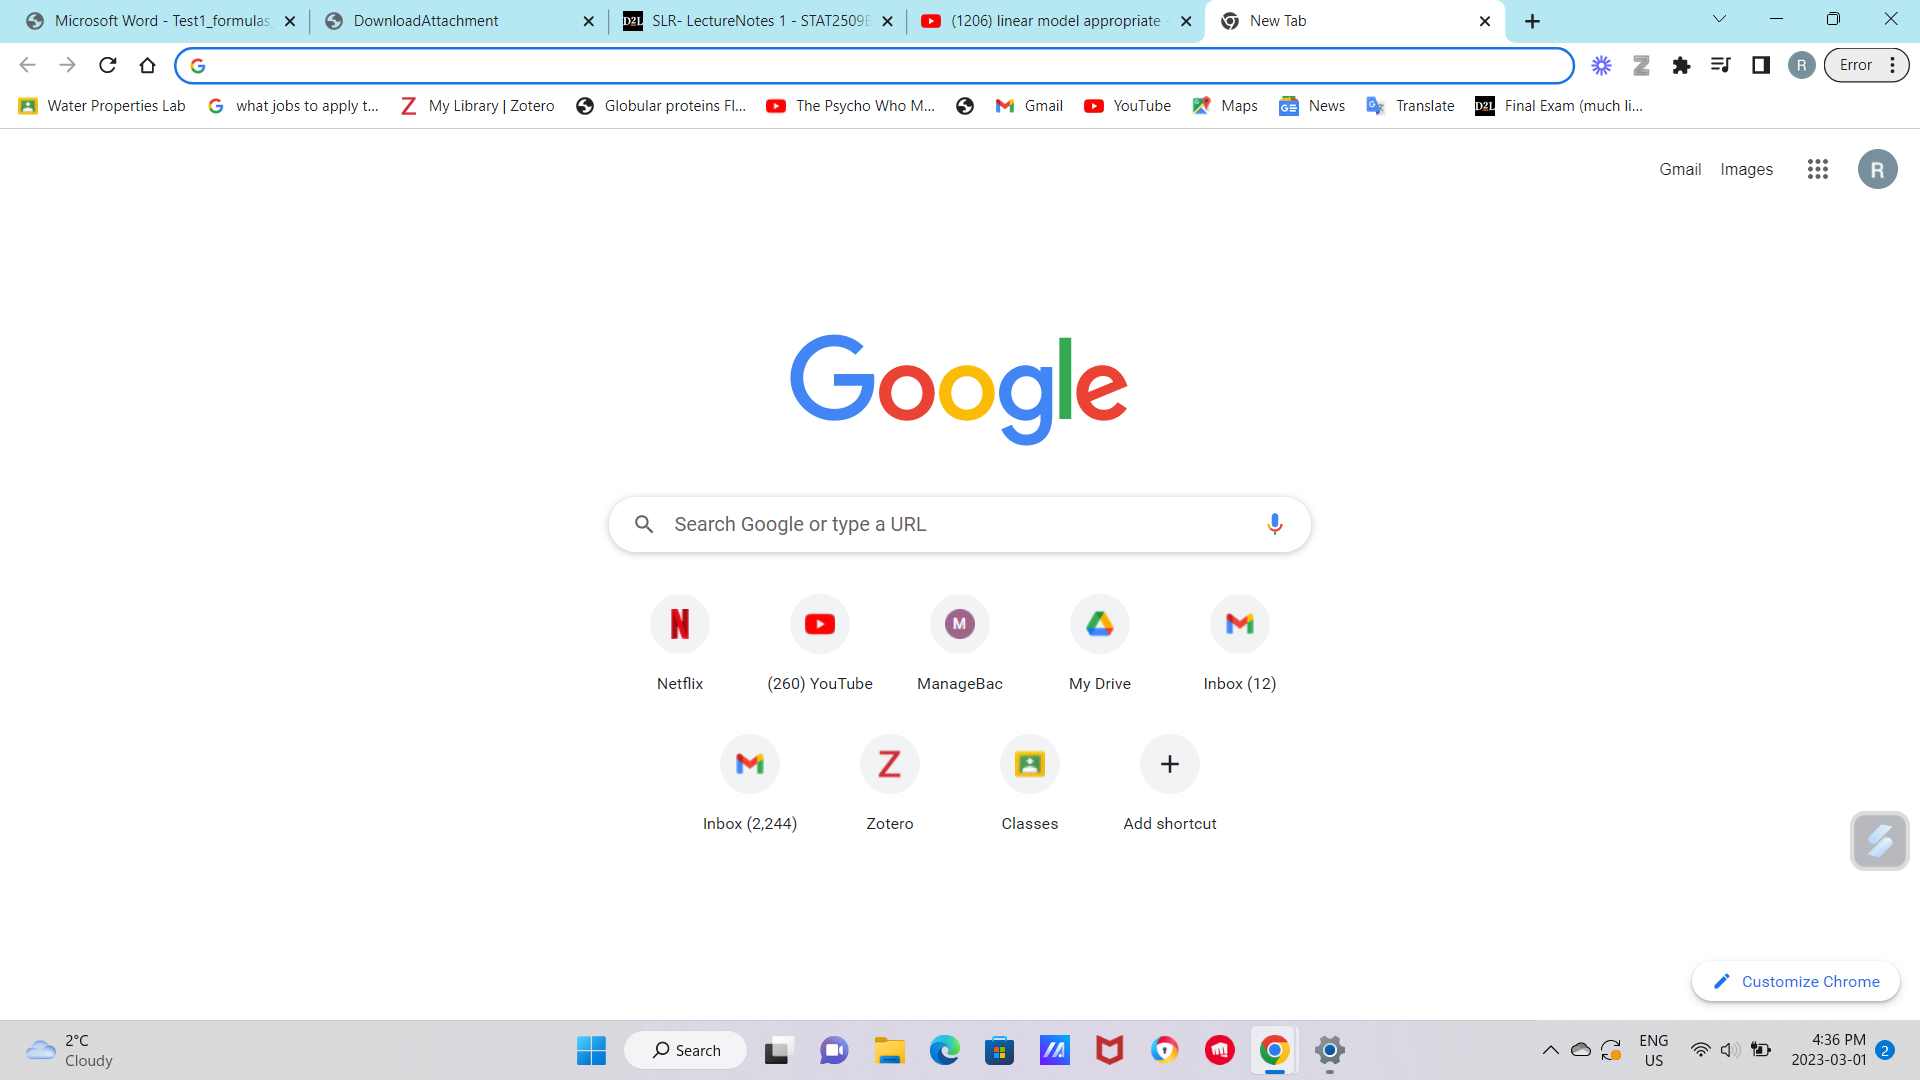 Microsoft Word - Test1_formulas_
DownloadAttachment
SLR- LectureNotes 1 - STAT2509B
(1206) linear model appropriate -
New Tab
Error
Water Properties Lab
what jobs to apply t...
My Library | Zotero
Globular proteins Fl...
The Psycho Who M...
Gmail
YouTube
Maps
News
Translate
Final Exam (much li...
Gmail
Images
R
Google
Search Google or type a URL
Netflix
(260) YouTube
ManageBac
My Drive
Inbox (12)
Inbox (2,244)
Zotero
Classes
Add shortcut
Customize Chrome
2°C
Cloudy
Search
ENG
US
4:36 PM
2023-03-01
2